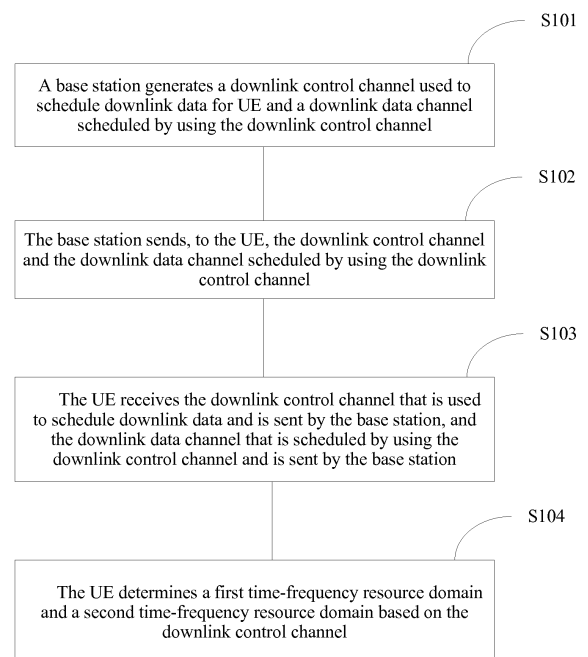 S101
A base station generates a downlink control channel used to
schedule downlink data for UE and a downlink data channel
scheduled by using the downlink control channel
S102
The base station sends, to the UE, the downlink control channel
and the downlink data channel scheduled by using the downlink
control channel
S103
The UE receives the downlink control channel that is used
to schedule downlink data and is sent by the base station, and
the downlink data channel that is scheduled by using the
downlink control channel and is sent by the base station
S104
The UE determines a first time-frequency resource domain
and a second time-frequency resource domain based on the
downlink control channel